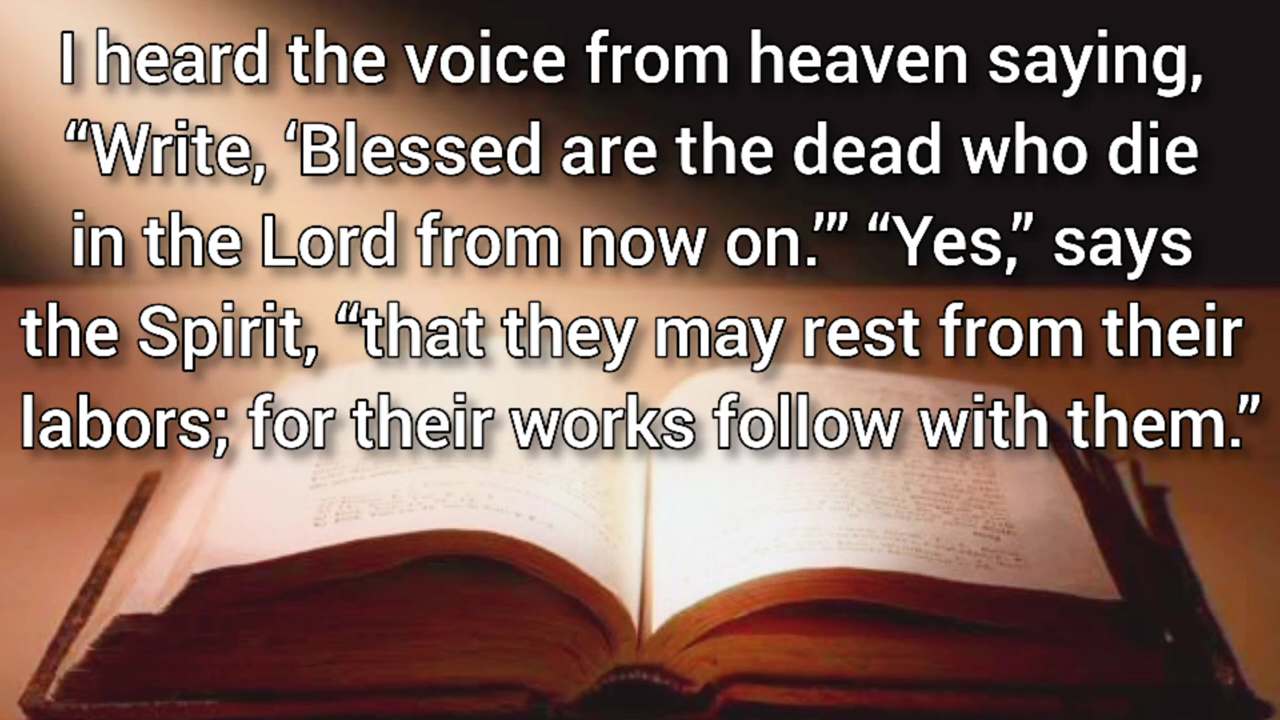 I heard the voice from heaven saying,
“Write, ‘Blessed are the dead who die
in the Lord from now on.’” “Yes,” says
the Spirit, “that they may rest from their
labors; for their works follow with them.”